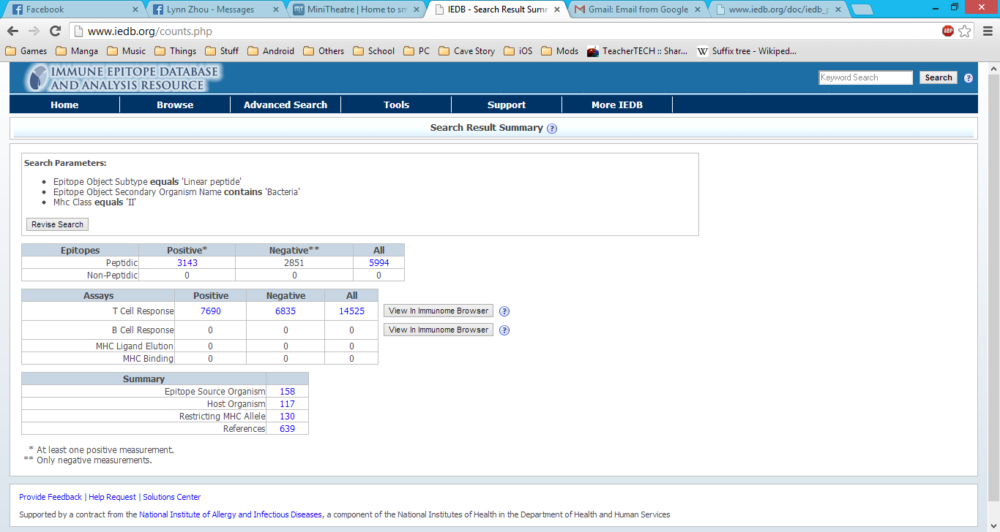 Facebook
Lynn Zhou - Messages
MiniTheatre | Home to sm
IEDB - Search Result Summ
Gmail: Email from Google
www.iedb.org/doc/iedb_p
www.iedb.org/counts.php
ABP
Games Manga Music Things Stuff Android Others School PC Cave Story iOS Mods TeacherTECH :: Shar... W Suffix tree - Wikiped...
IMMUNE EPITOPE DATABASE
AND ANALYSIS RESOURCE
Keyword Search Search ?
Home Browse Advanced Search Tools Support More IEDB
Search Result Summary ?
Search Parameters:
• Epitope Object Subtype equals 'Linear peptide'
• Epitope Object Secondary Organism Name contains 'Bacteria'
• Mhc Class equals 'II'
Revise Search
Epitopes Positive* Negative** All
Peptidic 3143 2851 5994
Non-Peptidic 0 0 0
Assays Positive Negative All
T Cell Response 7690 6835 14525 View In Immunome Browser ?
B Cell Response 0 0 0 View In Immunome Browser ?
MHC Ligand Elution 0 0 0
MHC Binding 0 0 0
Summary
Epitope Source Organism 158
Host Organism 117
Restricting MHC Allele 130
References 639
* At least one positive measurement.
** Only negative measurements.
Provide Feedback | Help Request | Solutions Center
Supported by a contract from the National Institute of Allergy and Infectious Diseases, a component of the National Institutes of Health in the Department of Health and Human Services